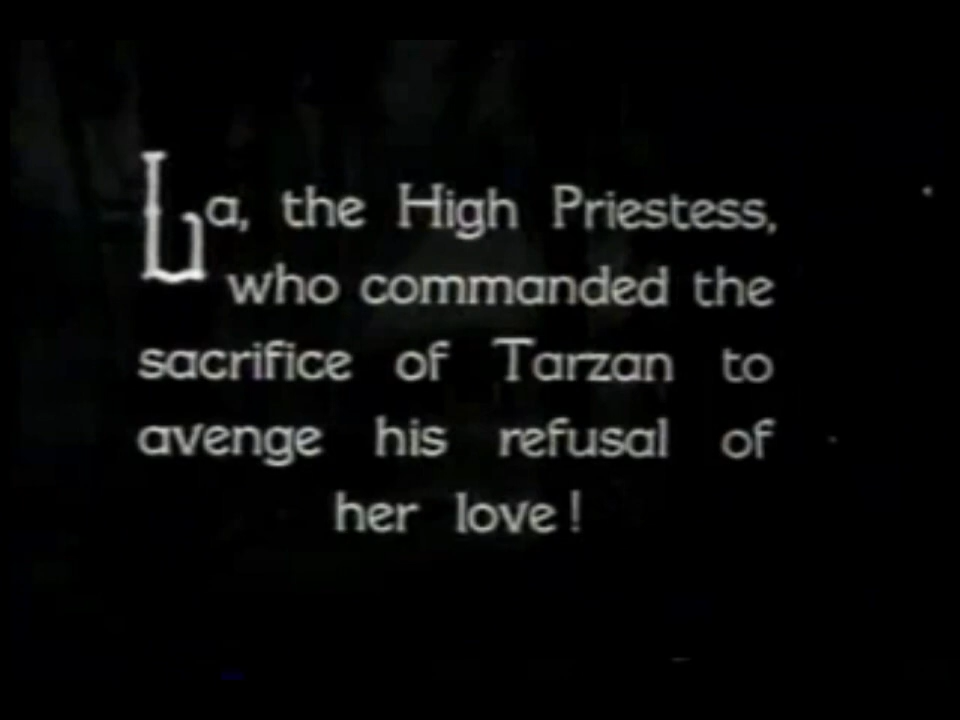 La, the High Priestess,
who commanded the
sacrifice of Tarzan to
avenge his refusal of
her love!